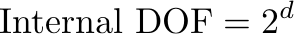 Internal DOF = 2^d